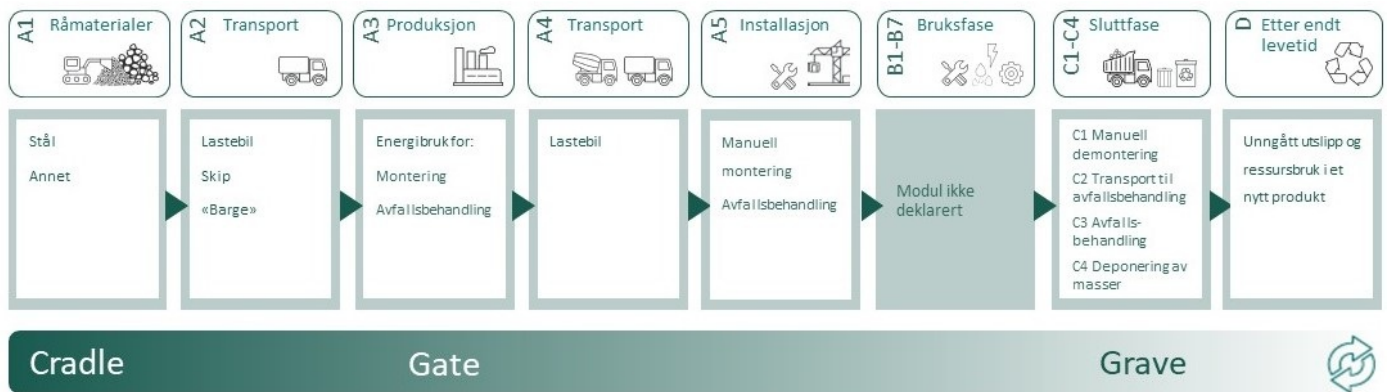 A1 Råmaterialer
A2 Transport
A3 Produksjon
A4 Transport
A5 Installasjon
B1-B7 Bruksfase
C1-C4 Sluttfase
D Etter endt
levetid
Stål
Annet
Lastebil
Skip
«Barge»
Energibruk for:
Montering
Avfallsbehandling
Lastebil
Manuell
montering
Avfallsbehandling
Modul ikke
deklarert
C1 Manuell
demontering
C2 Transport til
avfallsbehandling
C3 Avfalls-
behandling
C4 Deponering av
masser
Unngått utslipp og
ressursbruk i et
nytt produkt
Cradle
Gate
Grave